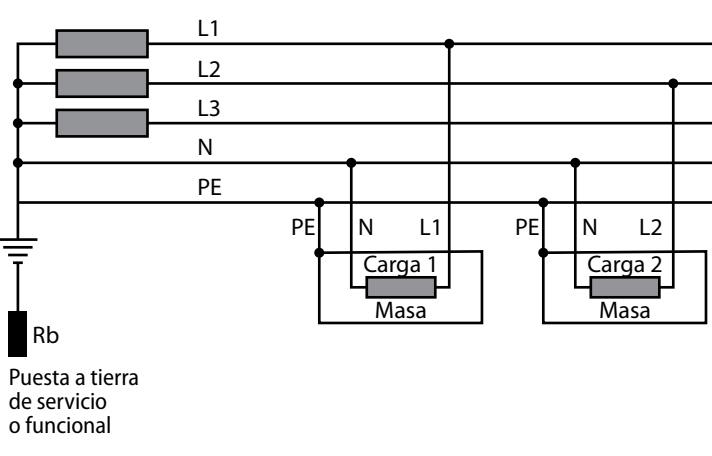 L1
L2
L3
N
PE
PE N L1
PE N L2
Carga 1
Masa
Carga 2
Masa
Rb
Puesta a tierra
de servicio
o funcional